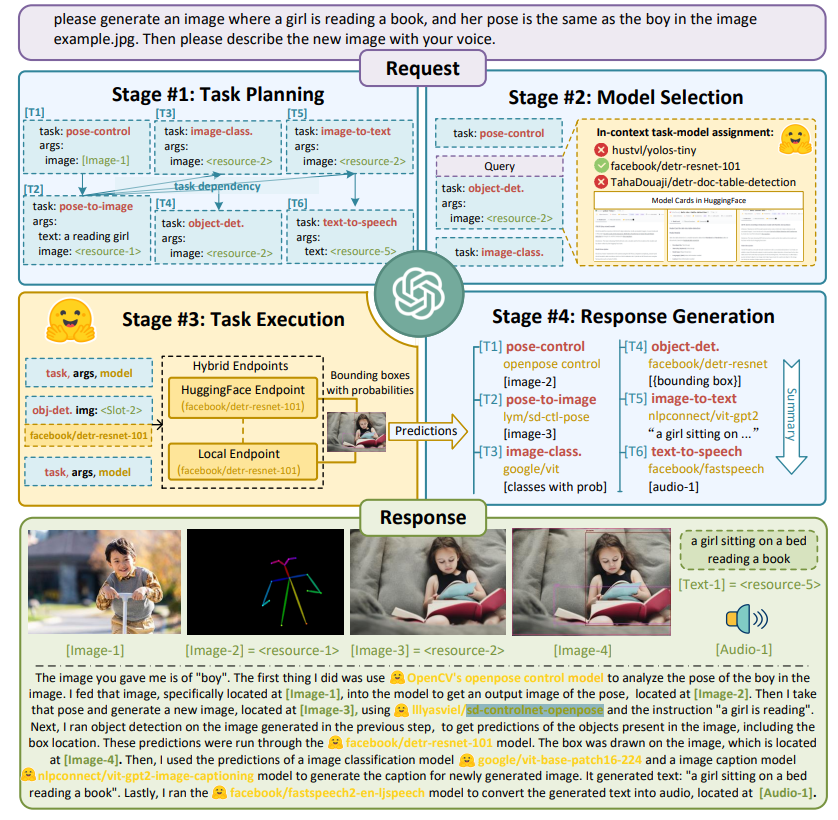 please generate an image where a girl is reading a book, and her pose is the same as the boy in the image
example.jpg. Then please describe the new image with your voice.
Request
Stage #1: Task Planning
[T1]
task: pose-control
args:
image: [Image-1]
[T3]
task: image-class.
args:
image: <resource-2>
[T5]
task: image-to-text
args:
image: <resource-2>
task dependency
[T2]
task: pose-to-image
args:
text: a reading girl
image: <resource-1>
[T4]
task: object-det.
args:
image: <resource-2>
[T6]
task: text-to-speech
args:
text: <resource-5>
Stage #2: Model Selection
task: pose-control
Query
task: object-det.
args:
image: <resource-2>
task: image-class.
In-context task-model assignment:
hustvl/yolos-tiny
facebook/detr-resnet-101
TahaDouaji/detr-doc-table-detection
Model Cards in HuggingFace
Stage #3: Task Execution
task, args, model
obj-det. img: <Slot-2>
facebook/detr-resnet-101
task, args, model
Hybrid Endpoints
HuggingFace Endpoint
(facebook/detr-resnet-101)
Local Endpoint
(facebook/detr-resnet-101)
Bounding boxes
with probabilities
Predictions
Stage #4: Response Generation
[T1] pose-control
openpose control
[image-2]
[T2] pose-to-image
lym/sd-ctl-pose
[Image-3]
[T3] image-class.
google/vit
[classes with prob]
[T4] object-det.
facebook/detr-resnet
[{bounding box}]
[T5] image-to-text
nlpconnect/vit-gpt2
“a girl sitting on ...”
[T6] text-to-speech
facebook/fastspeech
[audio-1]
Summary
Response
a girl sitting on a bed
reading a book
[Text-1] = <resource-5>
[Image-1]
[Image-2] = <resource-1>
[Image-3] = <resource-2>
[Image-4]
[Audio-1]
The image you gave me is of "boy". The first thing I did was use OpenCV's openpose control model to analyze the pose of the boy in the
image. I fed that image, specifically located at [Image-1], into the model to get an output image of the pose, located at [Image-2]. Then I take
that pose and generate a new image, located at [Image-3], using lllyasviel/sd-controlnet-openpose and the instruction "a girl is reading".
Next, I ran object detection on the image generated in the previous step, to get predictions of the objects present in the image, including the
box location. These predictions were run through the facebook/detr-resnet-101 model. The box was drawn on the image, which is located
at [Image-4]. Then, I used the predictions of a image classification model google/vit-base-patch16-224 and a image caption model
nlpconnect/vit-gpt2-image-captioning model to generate the caption for newly generated image. It generated text: "a girl sitting on a bed
reading a book". Lastly, I ran the facebook/fastspeech2-en-ljspeech model to convert the generated text into audio, located at [Audio-1].